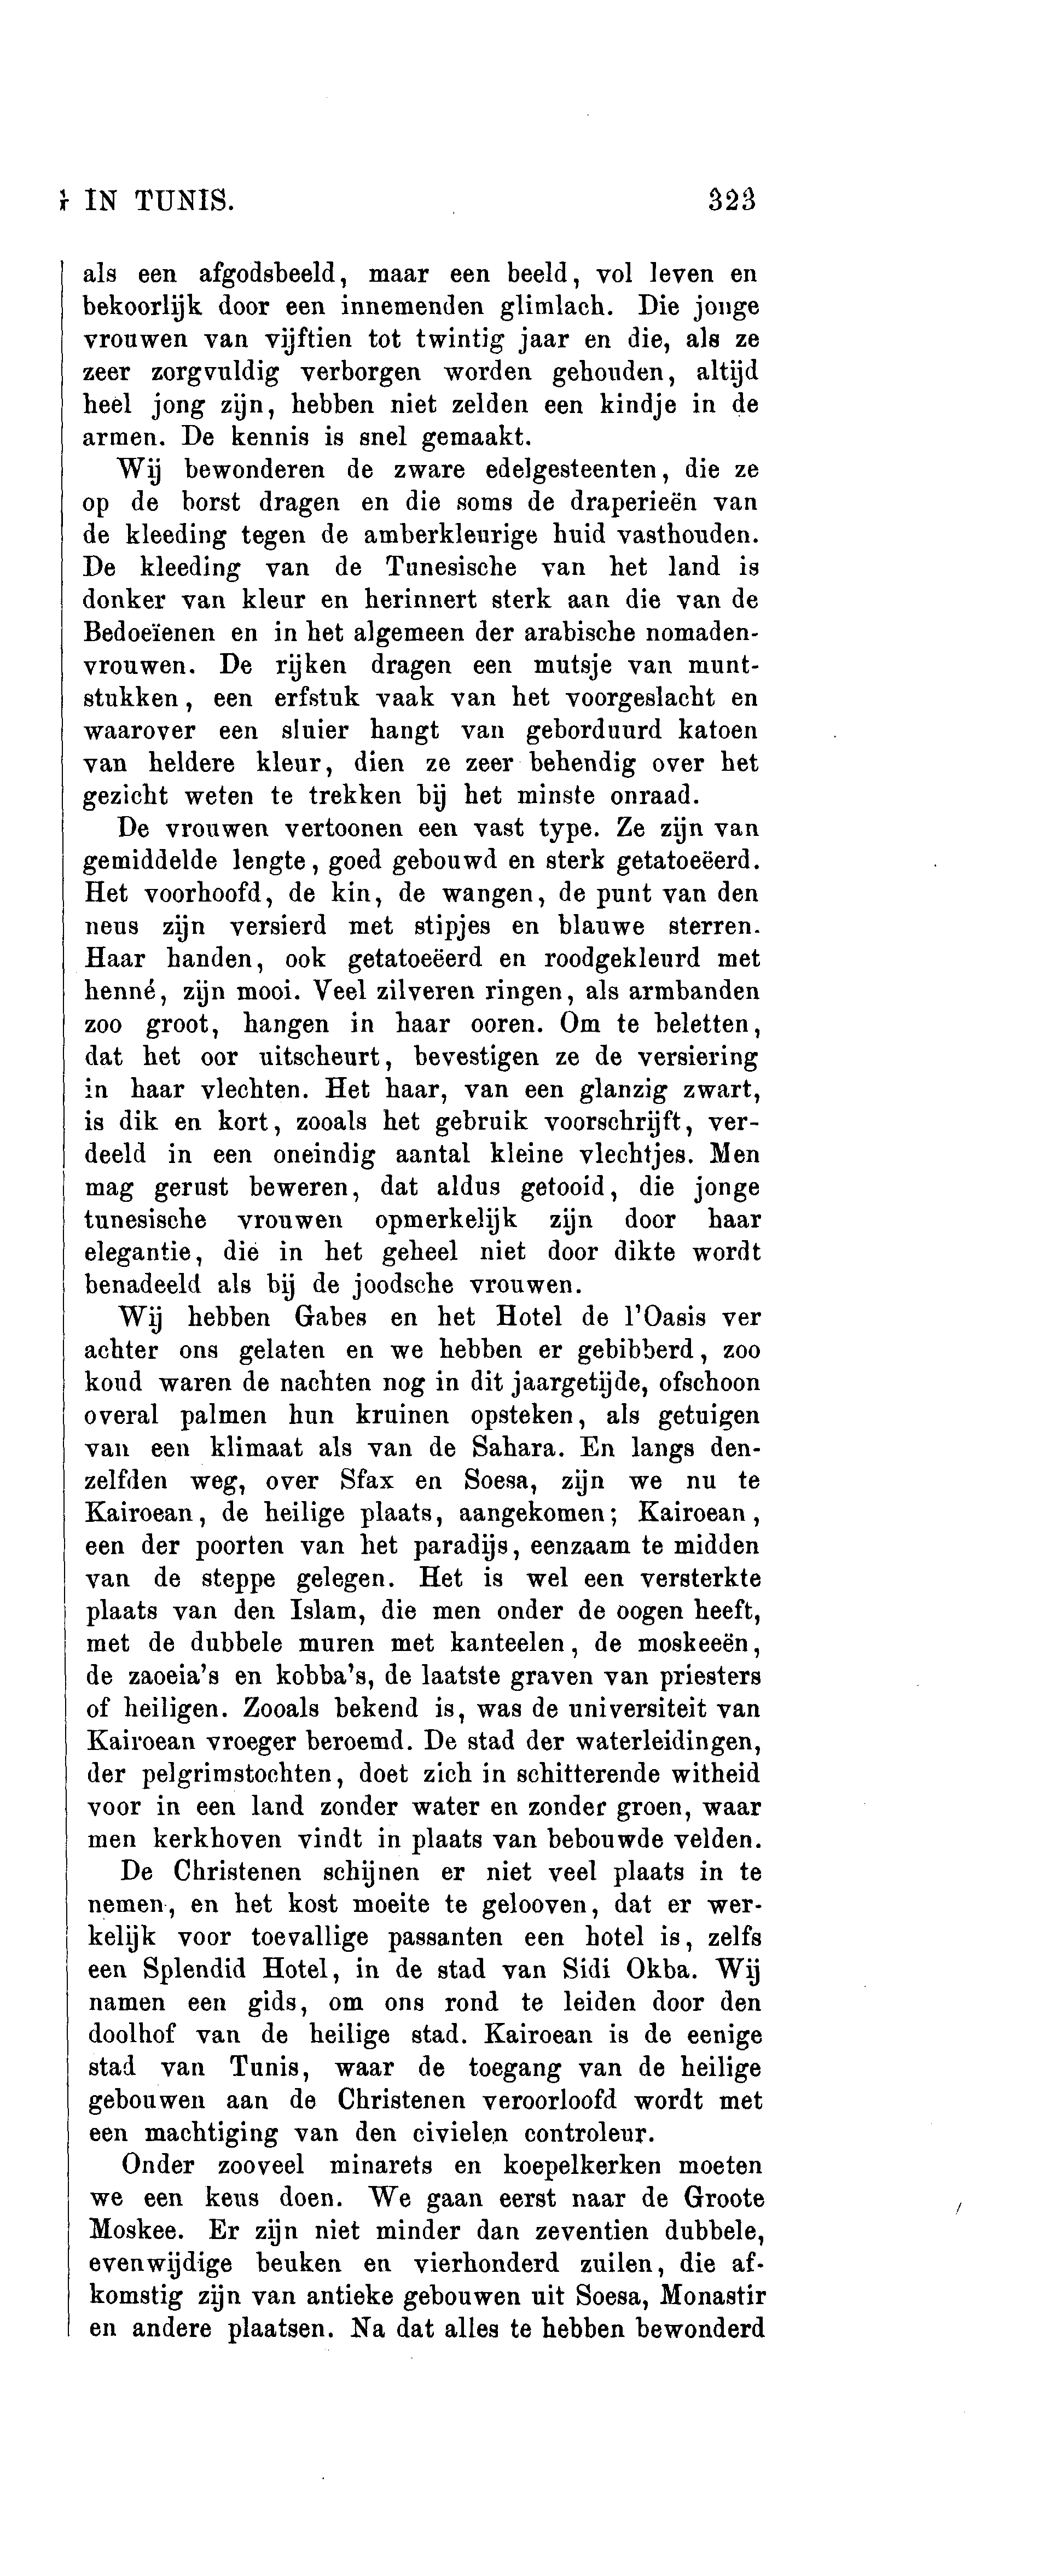 IN TUNIS. 323
als een afgodsbeeld, maar een beeld, vol leven en
bekoorlijk door een innemenden glimlach. Die jonge
vrouwen van vijftien tot twintig jaar en die, als ze
zeer zorgvuldig verborgen worden gehouden, altijd
heel jong zijn, hebben niet zelden een kindje in de
armen. De kennis is snel gemaakt.
Wij bewonderen de zware edelgesteenten, die ze
op de borst dragen en die soms de draperieën van
de kleeding tegen de amberkleurige huid vasthouden.
De kleeding van de Tunesische van het land is
donker van kleur en herinnert sterk aan die van de
Bedoeïenen en in het algemeen der arabische nomaden-
vrouwen. De rijken dragen een mutsje van munt-
stukken, een erfstuk vaak van het voorgeslacht en
waarover een sluier hangt van geborduurd katoen
van heldere kleur, dien ze zeer behendig over het
gezicht weten te trekken bij het minste onraad.
De vrouwen vertoonen een vast type. Ze zijn van
gemiddelde lengte, goed gebouwd en sterk getatoeëerd.
Het voorhoofd, de kin, de wangen, de punt van den
neus zijn versierd met stipjes en blauwe sterren.
Haar handen, ook getatoeëerd en roodgekleurd met
henné, zijn mooi. Veel zilveren ringen, als armbanden
zoo groot, hangen in haar ooren. Om te beletten,
dat het oor uitscheurt, bevestigen ze de versiering
in haar vlechten. Het haar, van een glanzig zwart,
is dik en kort, zooals het gebruik voorschrijft, ver-
deeld in een oneindig aantal kleine vlechtjes. Men
mag gerust beweren, dat aldus getooid, die jonge
tunesische vrouwen opmerkelijk zijn door haar
elegantie, die in het geheel niet door dikte wordt
benadeeld als bij de joodsche vrouwen.
Wij hebben Gabes en het Hotel de l'Oasis ver
achter ons gelaten en we hebben er gebibberd, zoo
koud waren de nachten nog in dit jaargetijde, ofschoon
overal palmen hun kruinen opsteken, als getuigen
van een klimaat als van de Sahara. En langs den-
zelfden weg, over Sfax en Soesa, zijn we nu te
Kairoean, de heilige plaats, aangekomen; Kairoean,
een der poorten van het paradijs, eenzaam te midden
van de steppe gelegen. Het is wel een versterkte
plaats van den Islam, die men onder de oogen heeft,
met de dubbele muren met kanteelen, de moskeeën,
de zaoeia's en kobba's, de laatste graven van priesters
of heiligen. Zooals bekend is, was de universiteit van
Kairoean vroeger beroemd. De stad der waterleidingen,
der pelgrimstochten, doet zich in schitterende witheid
voor in een land zonder water en zonder groen, waar
men kerkhoven vindt in plaats van bebouwde velden.
De Christenen schijnen er niet veel plaats in te
nemen, en het kost moeite te gelooven, dat er wer-
kelijk voor toevallige passanten een hotel is, zelfs
een Splendid Hotel, in de stad van Sidi Okba. Wij
namen een gids, om ons rond te leiden door den
doolhof van de heilige stad. Kairoean is de eenige
stad van Tunis, waar de toegang van de heilige
gebouwen aan de Christenen veroorloofd wordt met
een machtiging van den civielen controleur.
Onder zooveel minarets en koepelkerken moeten
we een keus doen. We gaan eerst naar de Groote
Moskee. Er zijn niet minder dan zeventien dubbele,
evenwijdige beuken en vierhonderd zuilen, die af-
komstig zijn van antieke gebouwen uit Soesa, Monastir
en andere plaatsen. Na dat alles te hebben bewonderd